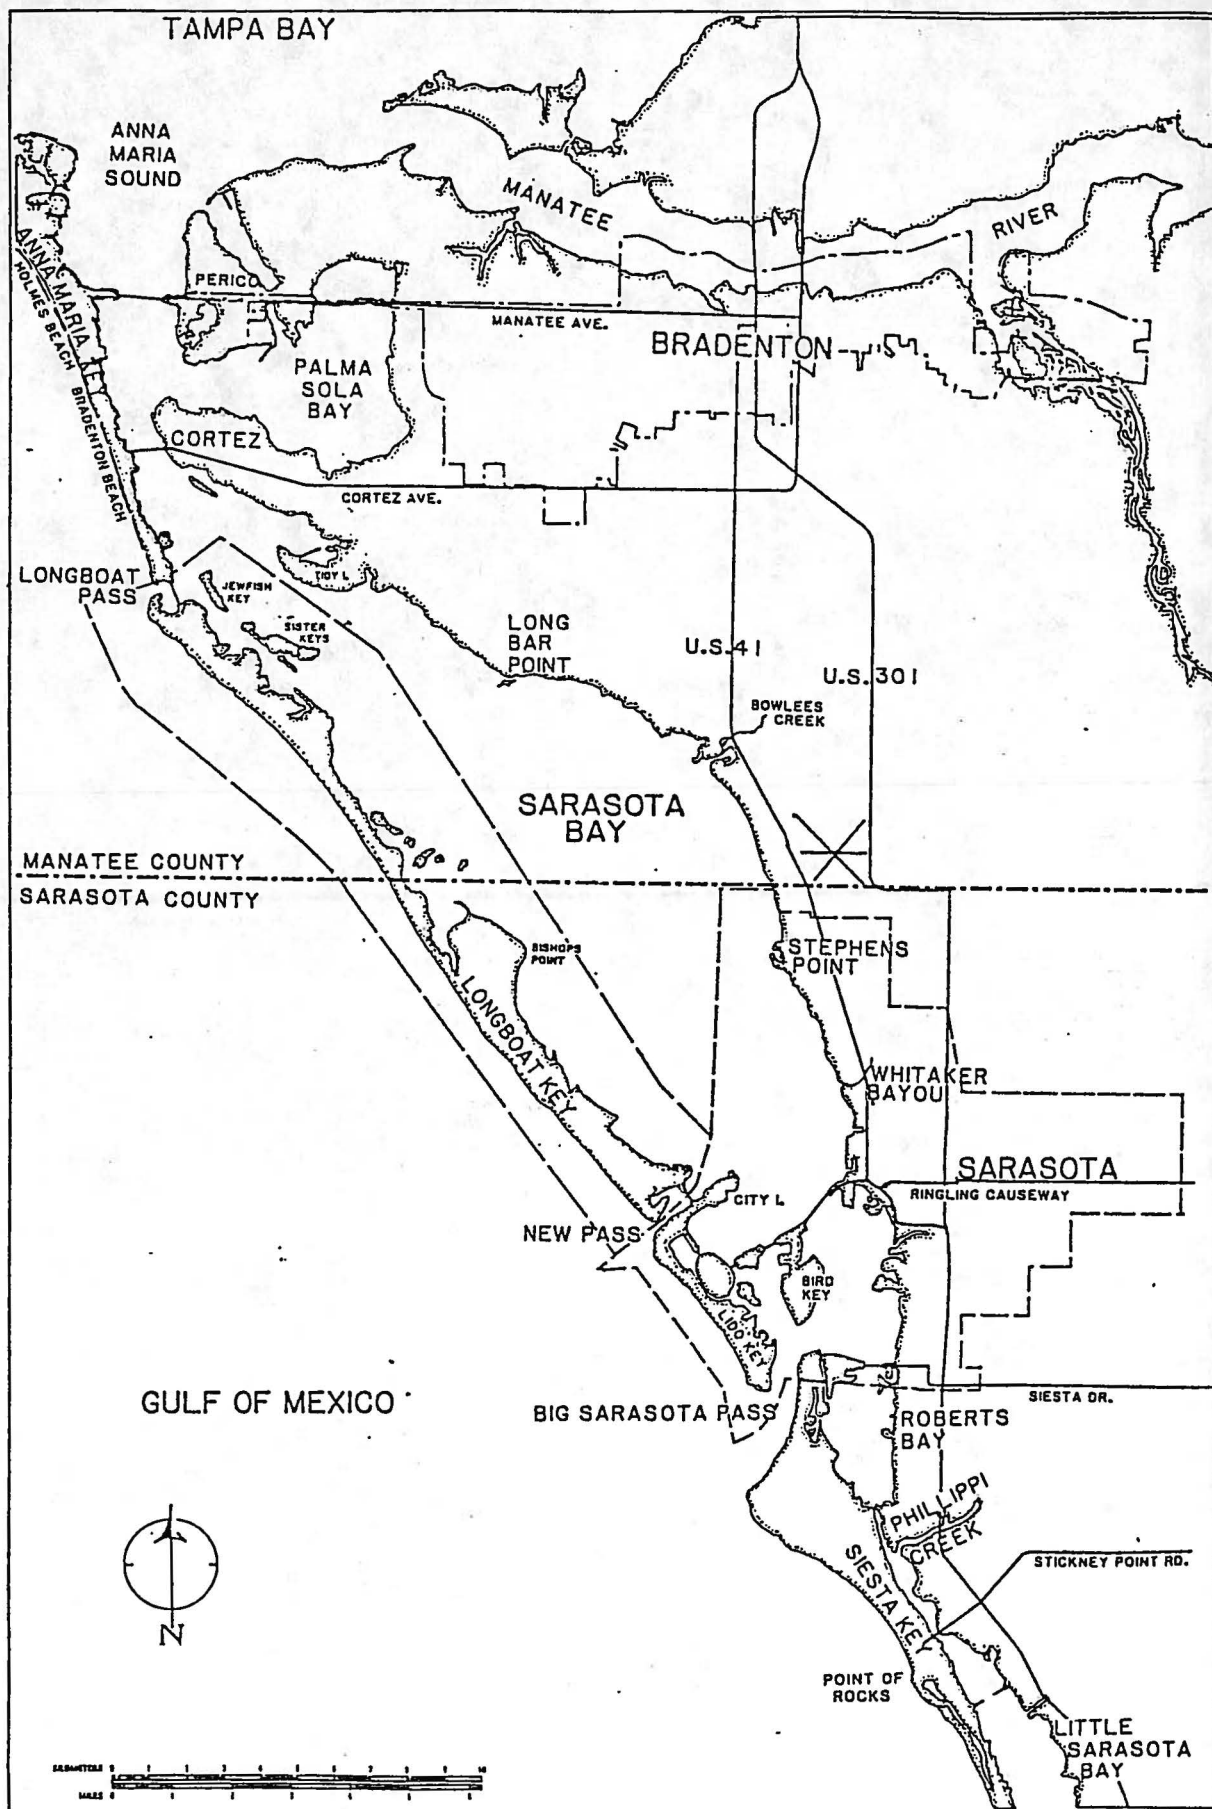 TAMPA BAY
ANNA
MARIA
SOUND
MANATEE
RIVER
ANNA MARIA KEY
HOLMES BEACH
BRADENTON BEACH
PERICO
MANATEE AVE.
BRADENTON
PALMA
SOLA
BAY
CORTEZ
CORTEZ AVE.
LONGBOAT
PASS
JEWFISH
KEY
TIDY I.
SISTER
KEYS
LONG
BAR
POINT
U.S.41
U.S.301
BOWLEES
CREEK
SARASOTA
BAY
MANATEE COUNTY
SARASOTA COUNTY
BISHOPS
POINT
STEPHENS
POINT
LONGBOAT KEY
WHITAKER
BAYOU
SARASOTA
RINGLING CAUSEWAY
CITY I.
NEW PASS
BIRD
KEY
LIDO KEY
GULF OF MEXICO
BIG SARASOTA PASS
SIESTA DR.
ROBERTS
BAY
PHILLIPPI
CREEK
STICKNEY POINT RD.
SIESTA KEY
N
POINT OF
ROCKS
LITTLE
SARASOTA
BAY
KILOMETERS
MILES